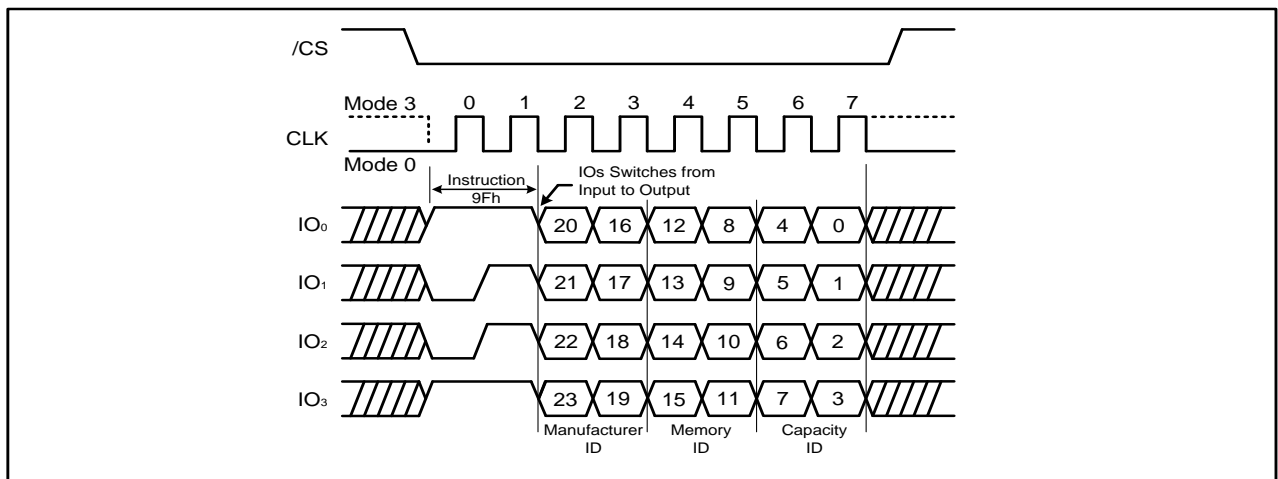 /CS
Mode 3 0 1 2 3 4 5 6 7
CLK
Mode 0
Instruction
9Fh
IOs Switches from
Input to Output
IO₀ 20 16 12 8 4 0
IO₁ 21 17 13 9 5 1
IO₂ 22 18 14 10 6 2
IO₃ 23 19 15 11 7 3
Manufacturer
ID
Memory
ID
Capacity
ID